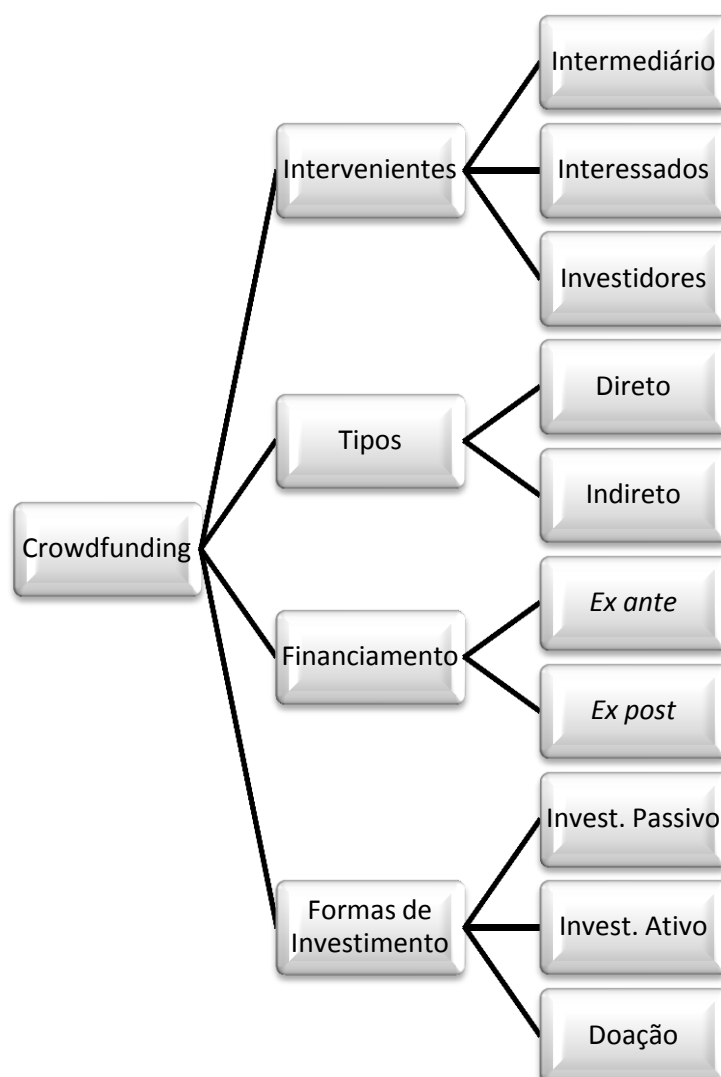 Crowdfunding
Intervenientes
Intermediário
Interessados
Investidores
Tipos
Direto
Indireto
Financiamento
Ex ante
Ex post
Formas de
Investimento
Invest. Passivo
Invest. Ativo
Doação